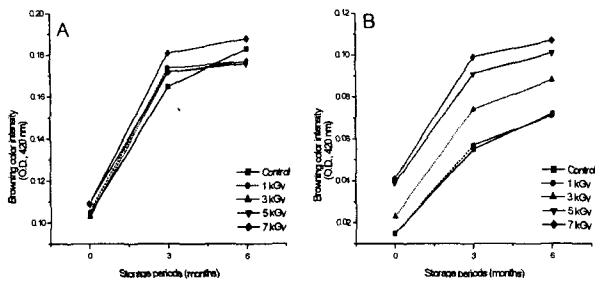 A
Browning color intensity
(O.D., 420 nm)
0.20
0.18
0.16
0.14
0.12
0.10
Control
1 kGy
3 kGy
5 kGy
7 kGy
0
3
6
Storage periods (months)
B
Browning color intensity
(O.D., 420 nm)
0.12
0.10
0.08
0.06
0.04
0.02
Control
1 kGy
3 kGy
5 kGy
7 kGy
0
3
6
Storage periods (months)